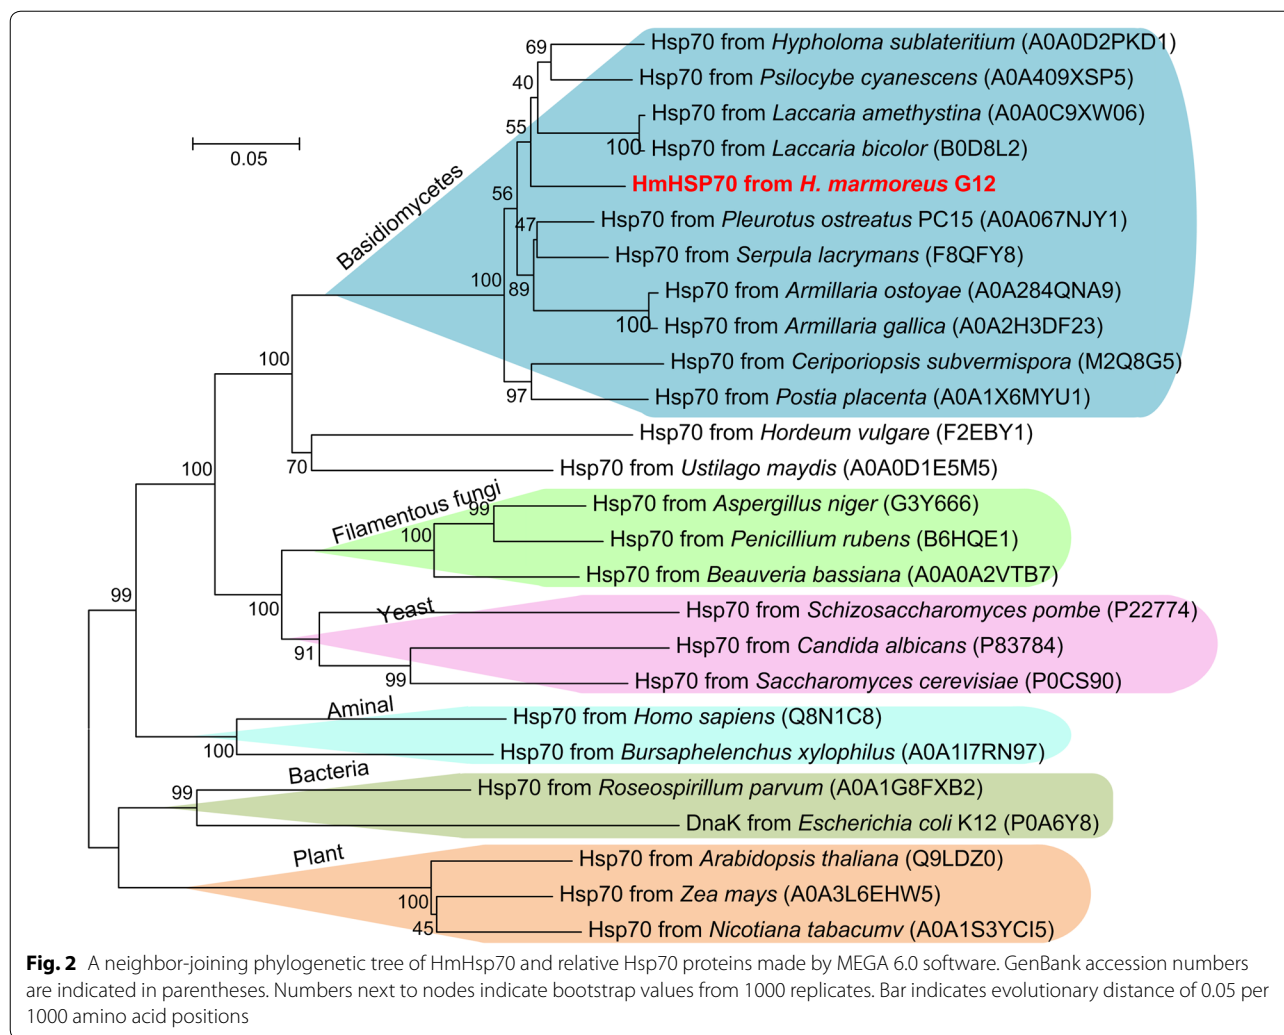 69
Hsp70 from Hypholoma sublateritium (A0A0D2PKD1)
40
Hsp70 from Psilocybe cyanescens (A0A409XSP5)
55
Hsp70 from Laccaria amethystina (A0A0C9XW06)
100
Hsp70 from Laccaria bicolor (B0D8L2)
0.05
Basidiomycetes
HmHSP70 from H. marmoreus G12
56
47
Hsp70 from Pleurotus ostreatus PC15 (A0A067NJY1)
Hsp70 from Serpula lacrymans (F8QFY8)
100
89
Hsp70 from Armillaria ostoyae (A0A284QNA9)
100
Hsp70 from Armillaria gallica (A0A2H3DF23)
100
Hsp70 from Ceriporiopsis subvermispora (M2Q8G5)
97
Hsp70 from Postia placenta (A0A1X6MYU1)
Hsp70 from Hordeum vulgare (F2EBY1)
100
70
Hsp70 from Ustilago maydis (A0A0D1E5M5)
Filamentous fungi
99
Hsp70 from Aspergillus niger (G3Y666)
100
Hsp70 from Penicillium rubens (B6HQE1)
Hsp70 from Beauveria bassiana (A0A0A2VTB7)
99
100
Yeast
Hsp70 from Schizosaccharomyces pombe (P22774)
91
Hsp70 from Candida albicans (P83784)
99
Hsp70 from Saccharomyces cerevisiae (P0CS90)
Aminal
Hsp70 from Homo sapiens (Q8N1C8)
100
Hsp70 from Bursaphelenchus xylophilus (A0A1I7RN97)
Bacteria
99
Hsp70 from Roseospirillum parvum (A0A1G8FXB2)
DnaK from Escherichia coli K12 (P0A6Y8)
Plant
Hsp70 from Arabidopsis thaliana (Q9LDZ0)
100
Hsp70 from Zea mays (A0A3L6EHW5)
45
Hsp70 from Nicotiana tabacumv (A0A1S3YCI5)
Fig. 2 A neighbor-joining phylogenetic tree of HmHsp70 and relative Hsp70 proteins made by MEGA 6.0 software. GenBank accession numbers
are indicated in parentheses. Numbers next to nodes indicate bootstrap values from 1000 replicates. Bar indicates evolutionary distance of 0.05 per
1000 amino acid positions